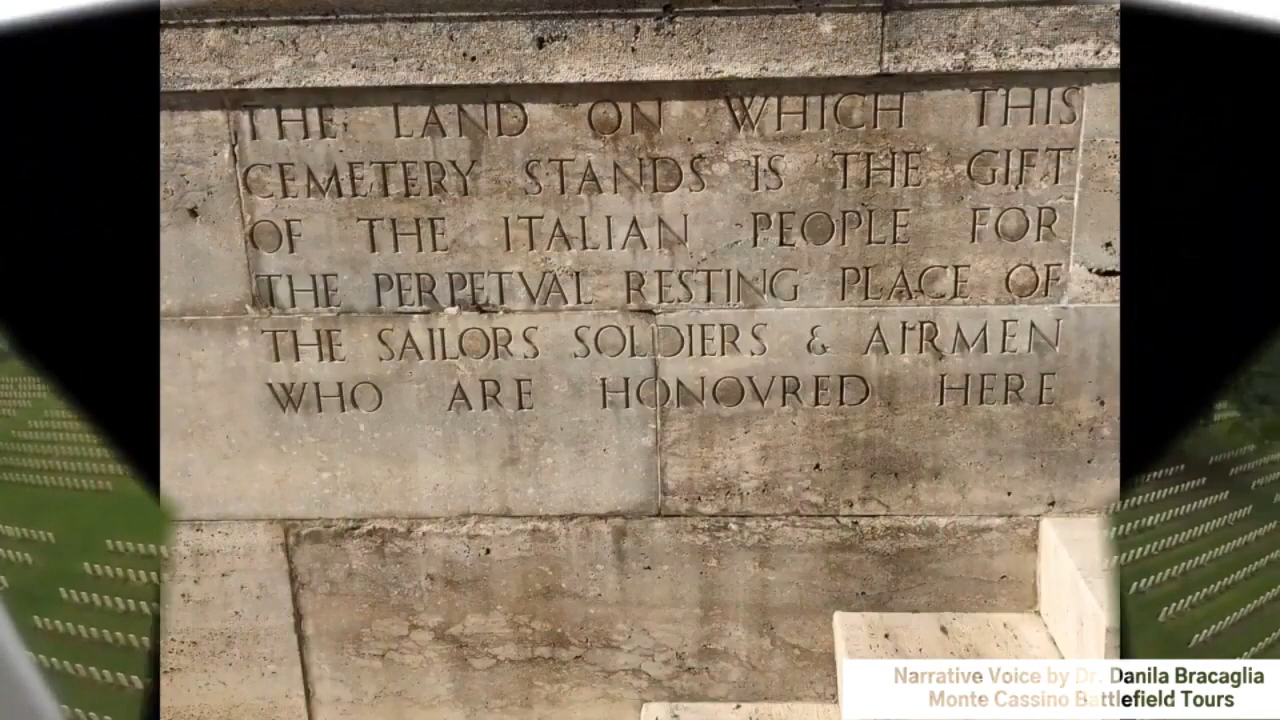 THE LAND ON WHICH THIS
CEMETERY STANDS IS THE GIFT
OF THE ITALIAN PEOPLE FOR
THE PERPETVAL RESTING PLACE OF
THE SAILORS SOLDIERS & AIRMEN
WHO ARE HONOVRED HERE
Narrative Voice by Dr. Danila Bracaglia
Monte Cassino Battlefield Tours